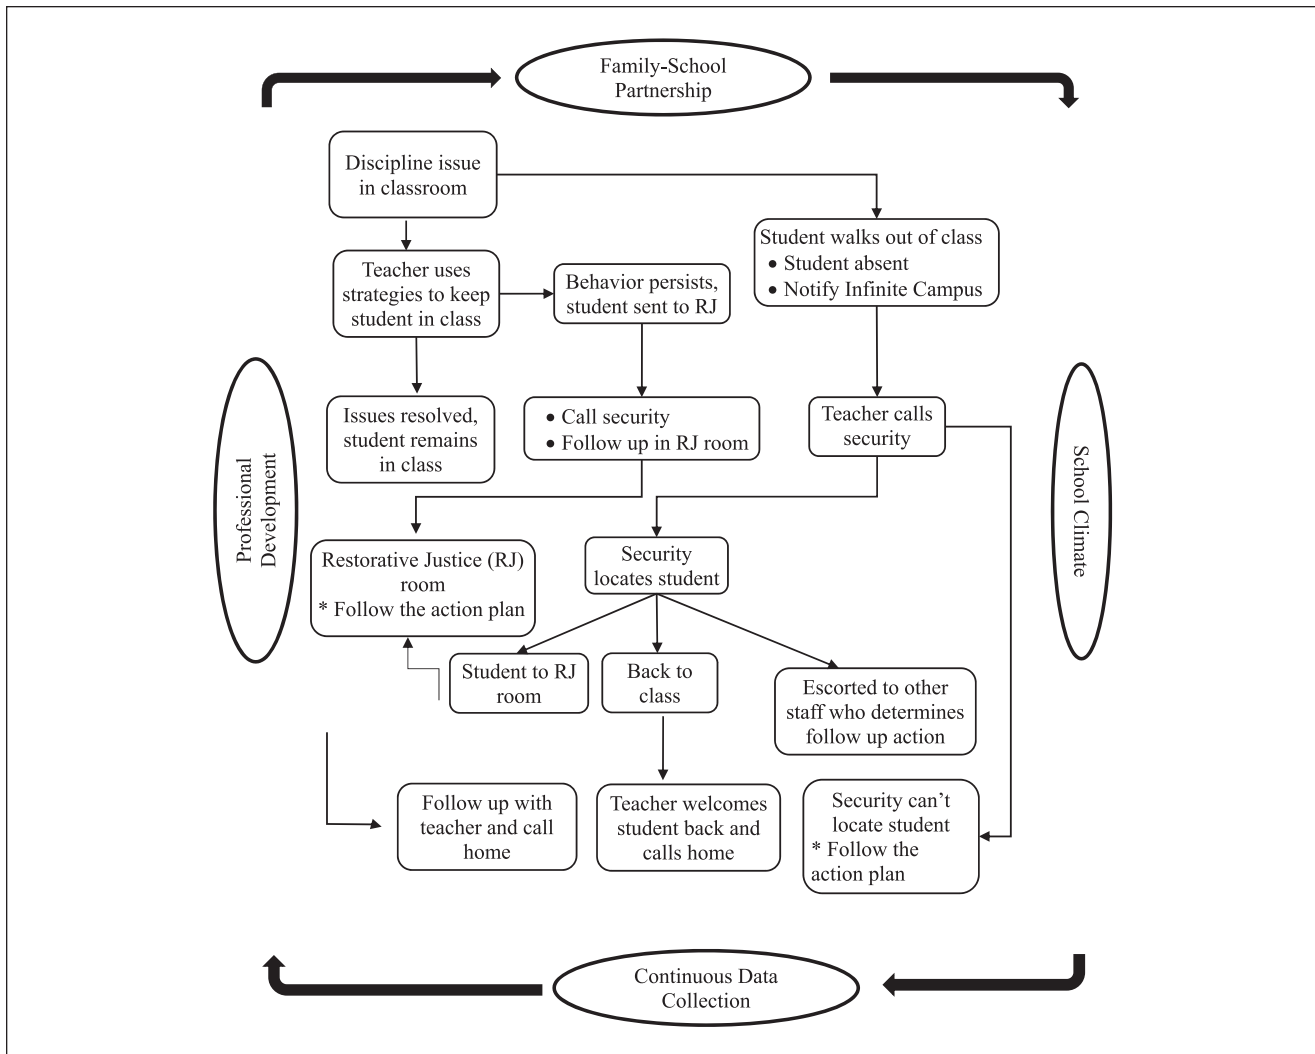 Family-School
Partnership
Discipline issue
in classroom
Student walks out of class
• Student absent
• Notify Infinite Campus
Teacher uses
strategies to keep
student in class
Behavior persists,
student sent to RJ
Issues resolved,
student remains
in class
• Call security
• Follow up in RJ room
Teacher calls
security
Professional
Development
School Climate
Restorative Justice (RJ)
room
* Follow the action plan
Security
locates student
Student to RJ
room
Back to
class
Escorted to other
staff who determines
follow up action
Follow up with
teacher and call
home
Teacher welcomes
student back and
calls home
Security can’t
locate student
* Follow the
action plan
Continuous Data
Collection